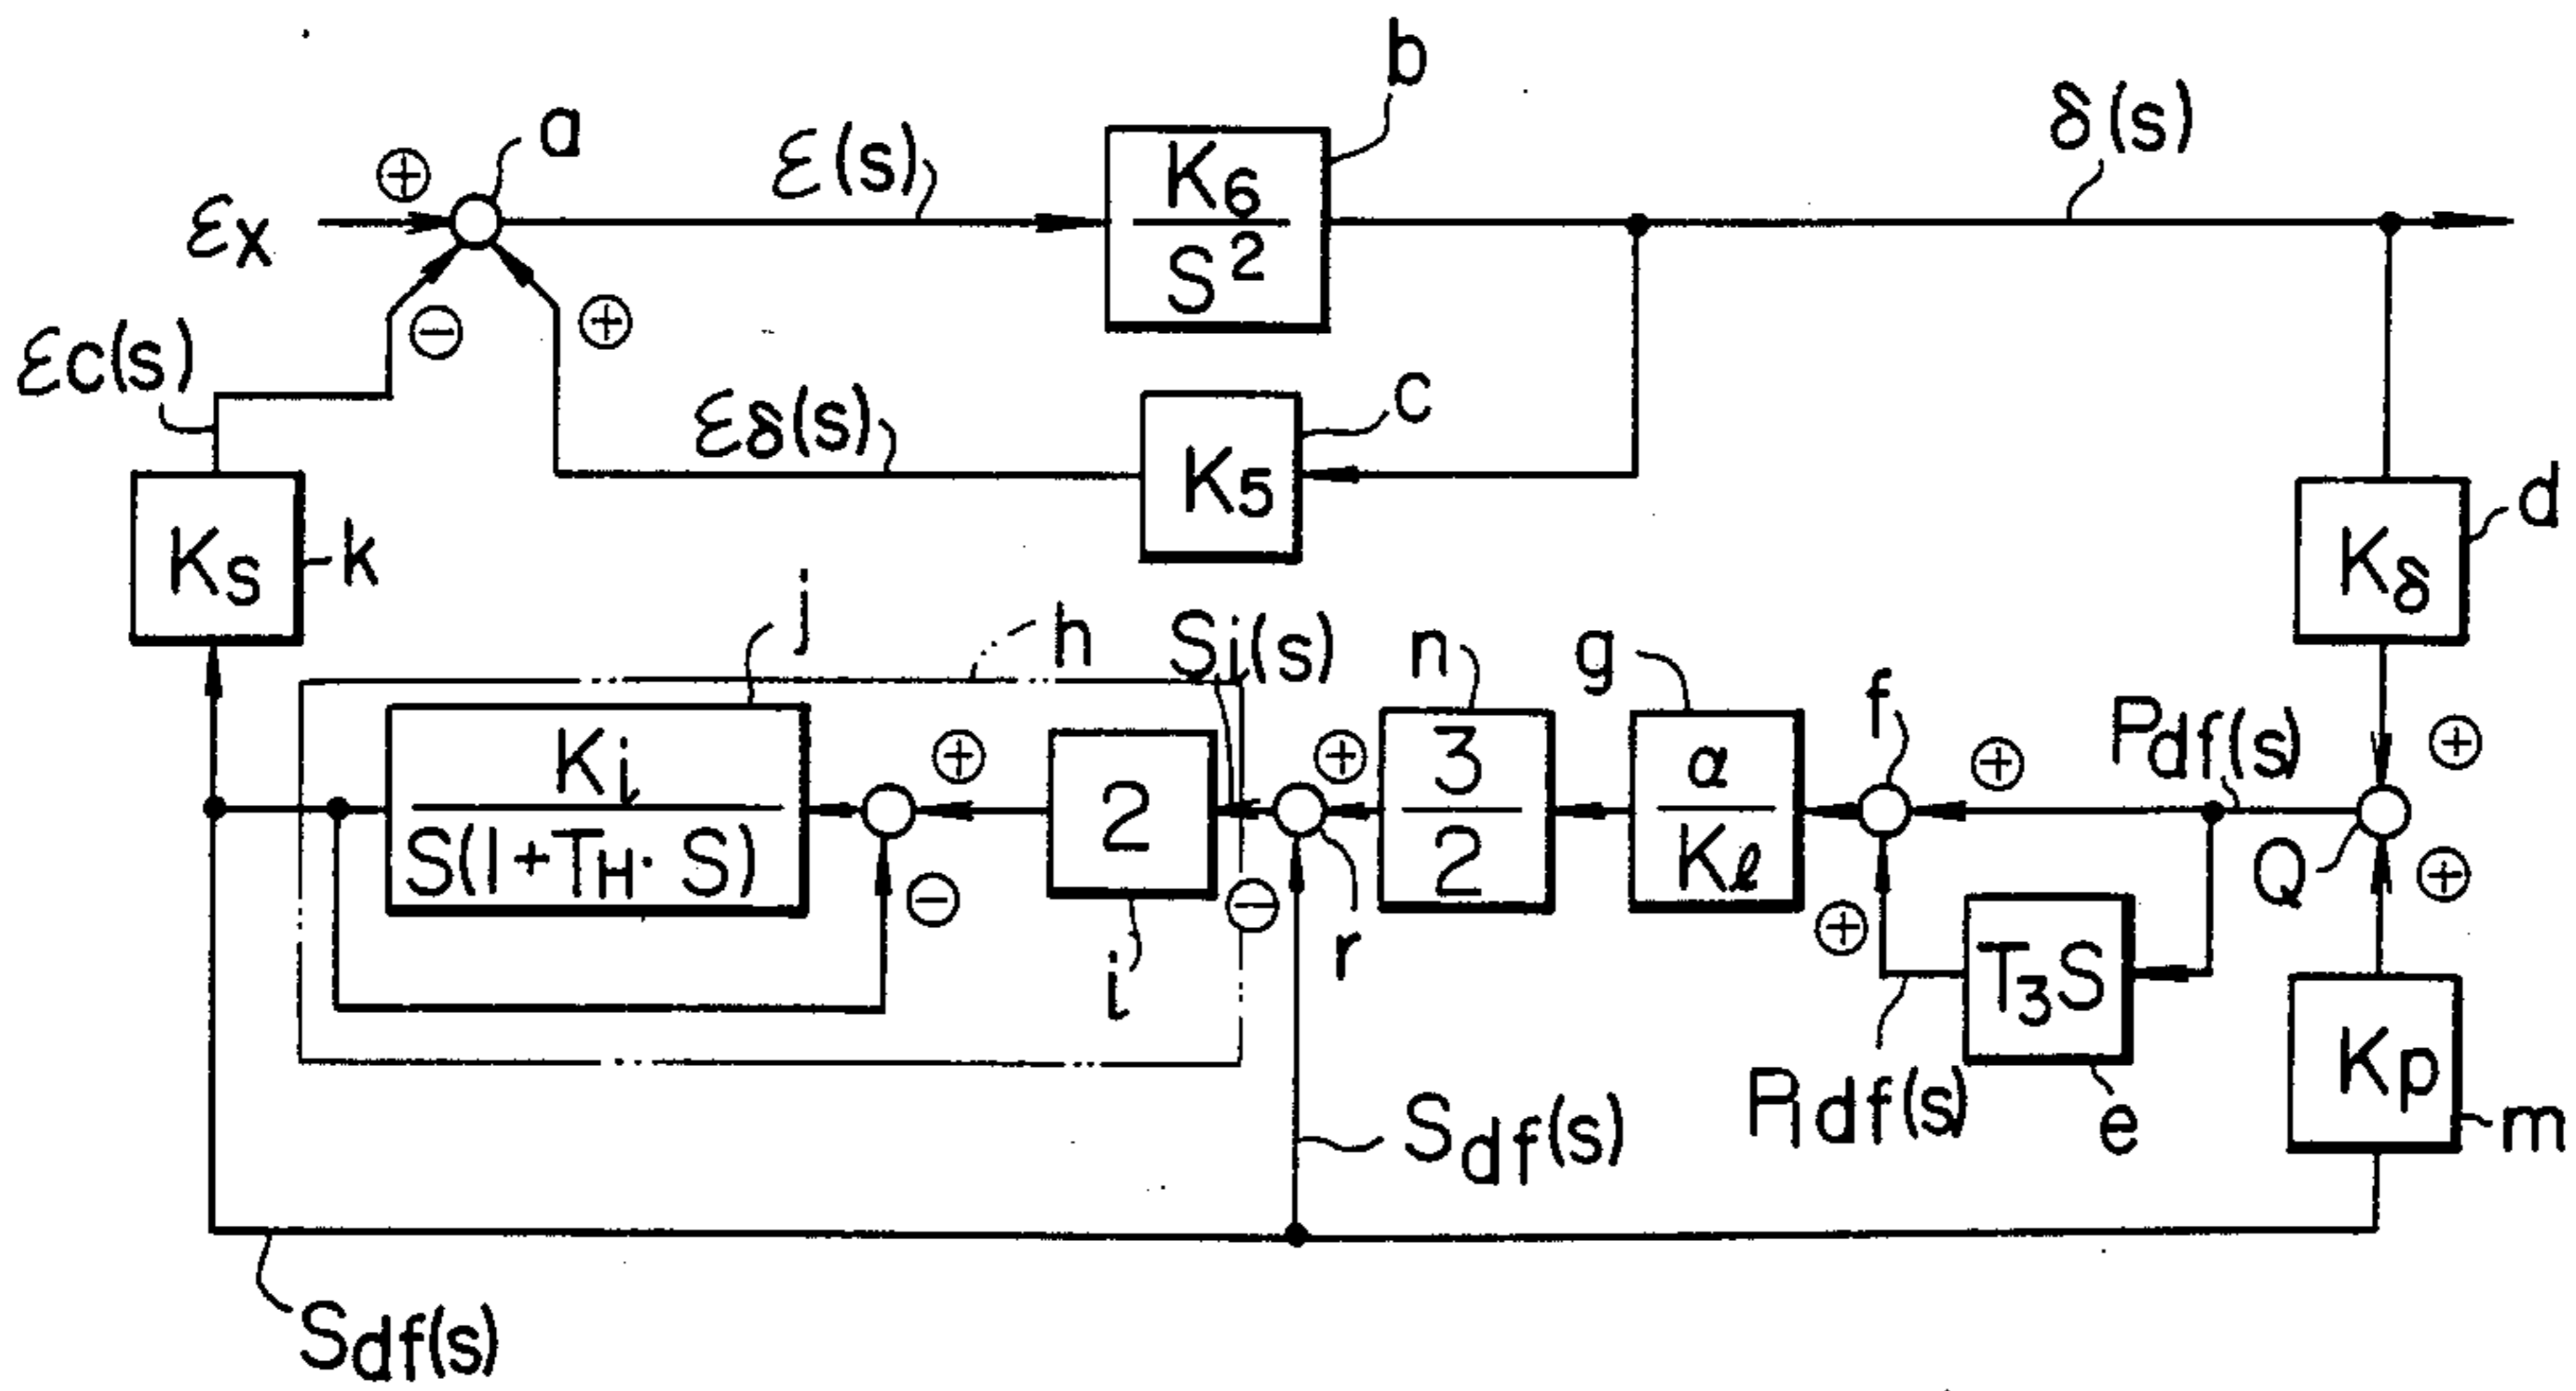 b
a
ε(s)
K6
S2
δ(s)
⊕
εx
⊖
⊕
εc(s)
εδ(s)
c
K5
d
Kδ
KS
k
j
h
Si(s)
n
g
f
Pdf(s)
⊕
Ki
S(1+TH·S)
⊕
2
⊕
3
2
α
Kℓ
⊕
Q
⊖
⊖
r
⊕
T3S
⊕
i
Kp
P1df(s)
e
m
Sdf(s)
Sdf(s)